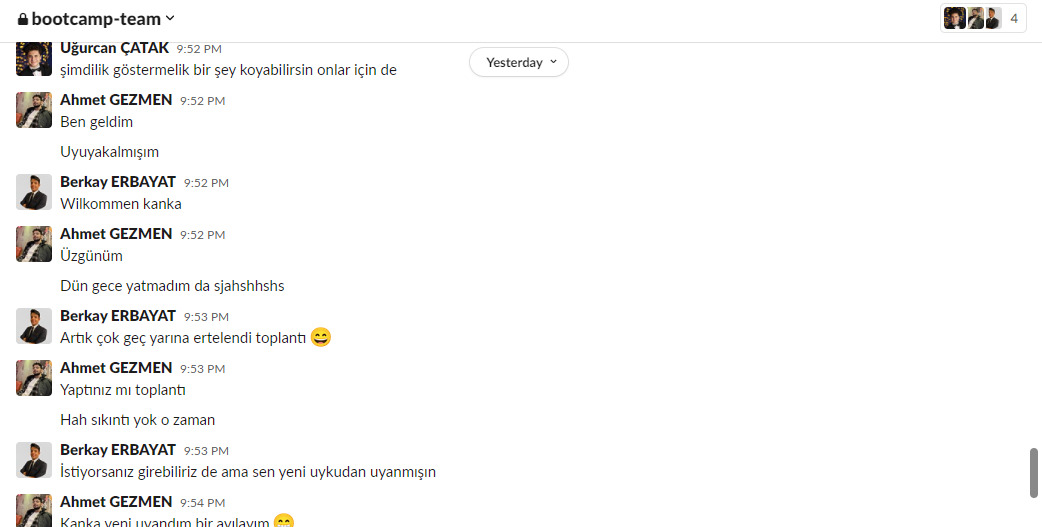 bootcamp-team
4
Uğurcan ÇATAK 9:52 PM
Yesterday
şimdilik göstermelik bir şey koyabilirsin onlar için de
Ahmet GEZMEN 9:52 PM
Ben geldim
Uyuyakalmışım
Berkay ERBAYAT 9:52 PM
Wilkommen kanka
Ahmet GEZMEN 9:52 PM
Üzgünüm
Dün gece yatmadım da sjahshhshs
Berkay ERBAYAT 9:53 PM
Artık çok geç yarına ertelendi toplantı 😄
Ahmet GEZMEN 9:53 PM
Yaptınız mı toplantı
Hah sıkıntı yok o zaman
Berkay ERBAYAT 9:53 PM
İstiyorsanız girebiliriz de ama sen yeni uykudan uyanmışın
Ahmet GEZMEN 9:54 PM
Kanka yeni uyandım bir ayılayım 😁